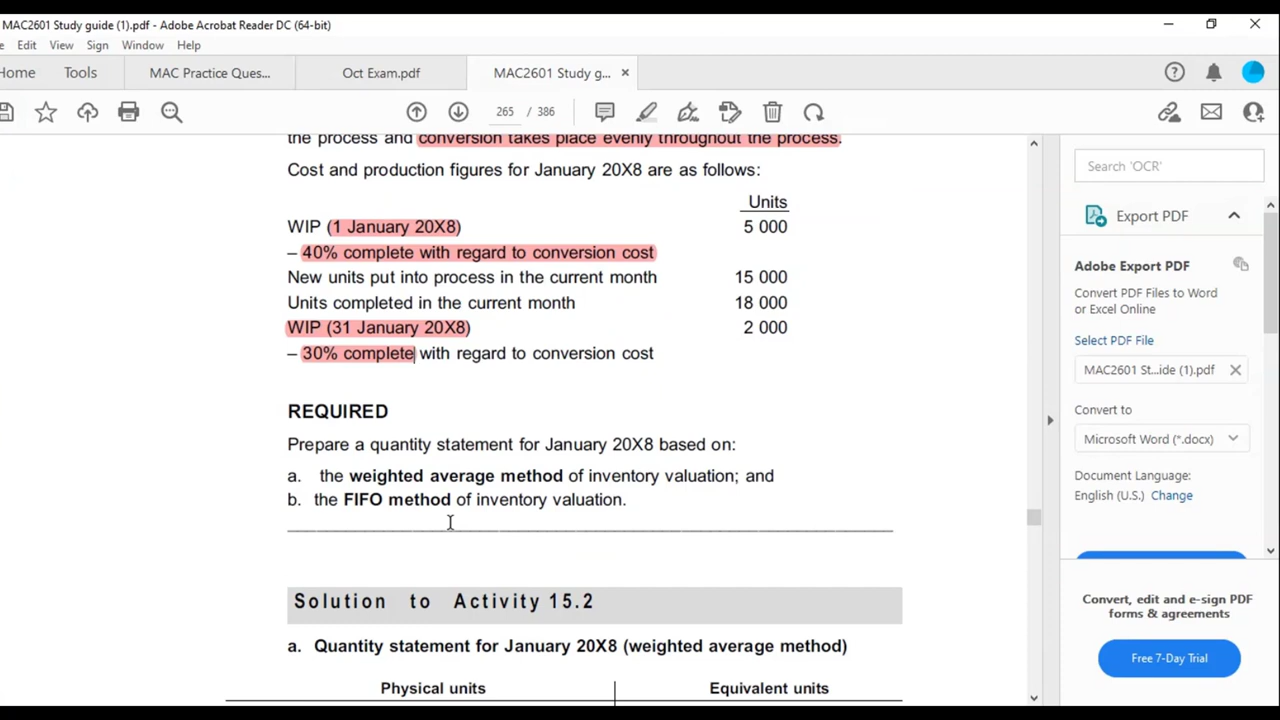 MAC2601 Study guide (1).pdf - Adobe Acrobat Reader DC (64-bit)
e Edit View Sign Window Help
Home Tools MAC Practice Ques... Oct Exam.pdf MAC2601 Study g... ×
265 / 386
the process and conversion takes place evenly throughout the process.
Cost and production figures for January 20X8 are as follows:
Units
WIP (1 January 20X8) 5 000
– 40% complete with regard to conversion cost
New units put into process in the current month 15 000
Units completed in the current month 18 000
WIP (31 January 20X8) 2 000
– 30% complete with regard to conversion cost
REQUIRED
Prepare a quantity statement for January 20X8 based on:
a. the weighted average method of inventory valuation; and
b. the FIFO method of inventory valuation.
Solution to Activity 15.2
a. Quantity statement for January 20X8 (weighted average method)
Physical units Equivalent units
Search 'OCR'
Export PDF
Adobe Export PDF
Convert PDF Files to Word
or Excel Online
Select PDF File
MAC2601 St...ide (1).pdf ×
Convert to
Microsoft Word (*.docx)
Document Language:
English (U.S.) Change
Convert, edit and e-sign PDF
forms & agreements
Free 7-Day Trial